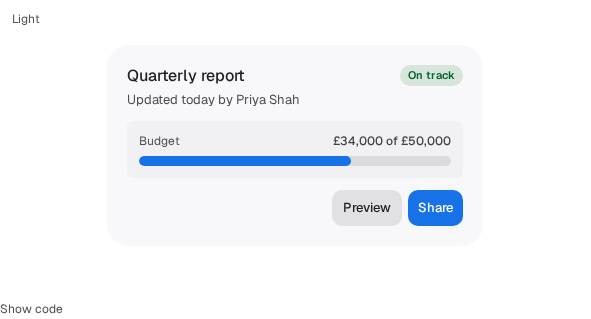 Light
Quarterly report
On track
Updated today by Priya Shah
Budget
£34,000 of £50,000
Preview
Share
Show code